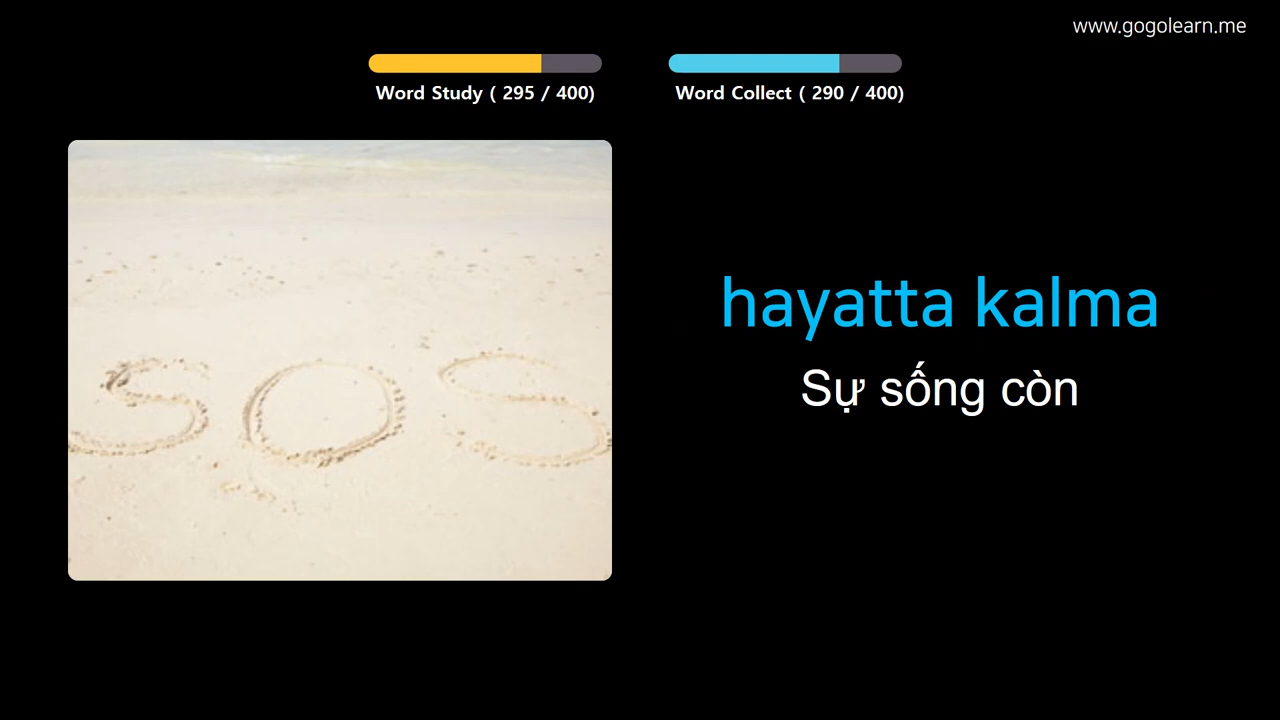 www.gogolearn.me
Word Study ( 295 / 400)
Word Collect ( 290 / 400)
SOS
hayatta kalma
Sự sống còn